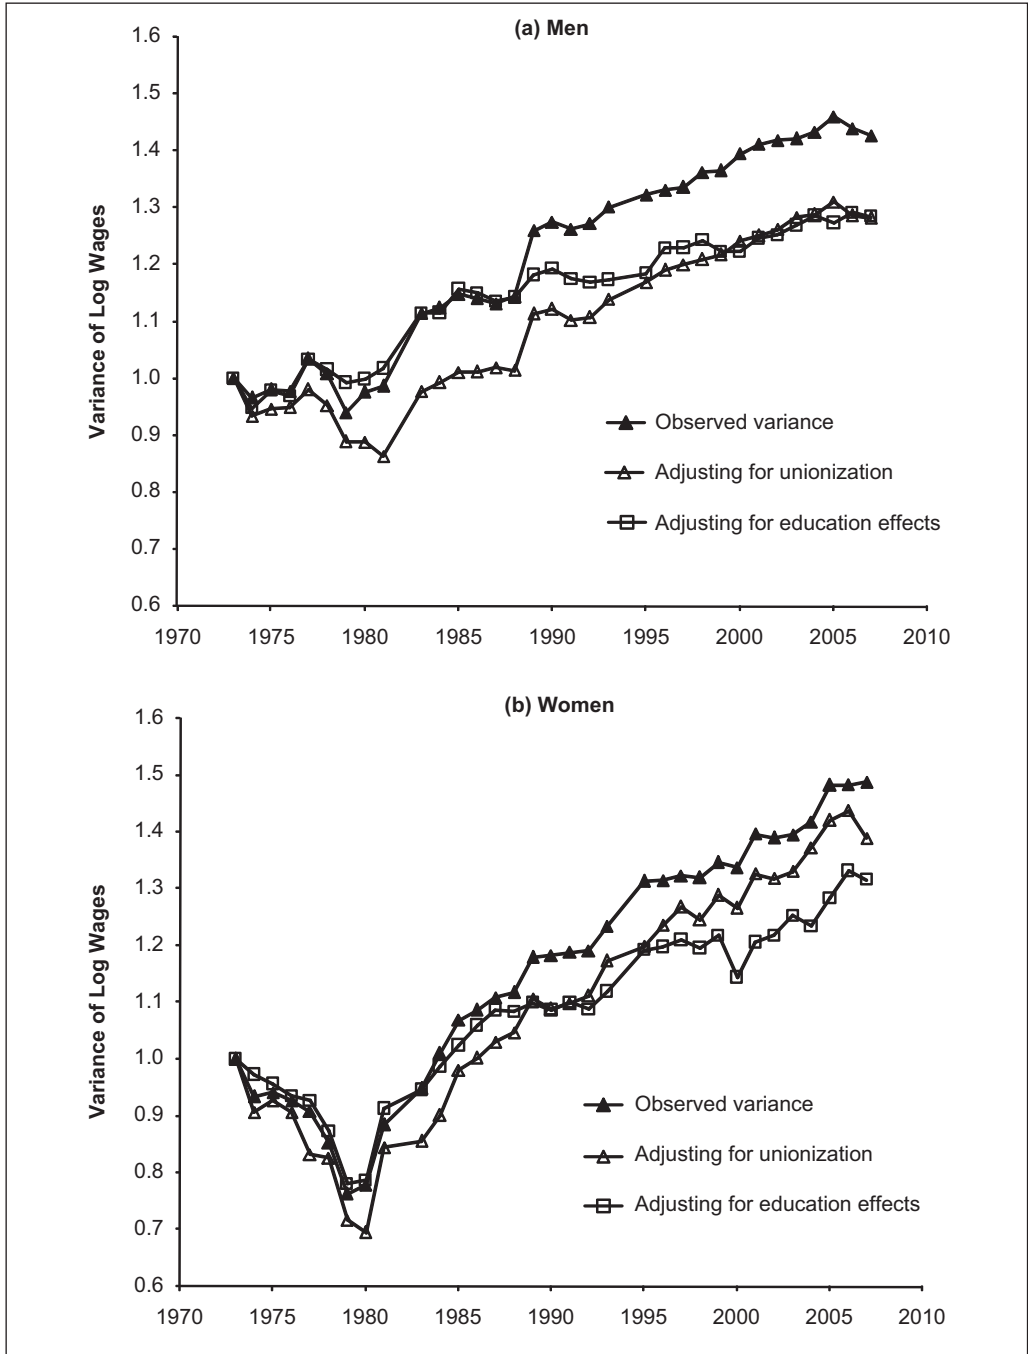 (a) Men
1.6
1.5
1.4
1.3
1.2
1.1
1.0
0.9
0.8
0.7
0.6
Variance of Log Wages
Observed variance
Adjusting for unionization
Adjusting for education effects
1970 1975 1980 1985 1990 1995 2000 2005 2010
(b) Women
1.6
1.5
1.4
1.3
1.2
1.1
1.0
0.9
0.8
0.7
0.6
Variance of Log Wages
Observed variance
Adjusting for unionization
Adjusting for education effects
1970 1975 1980 1985 1990 1995 2000 2005 2010